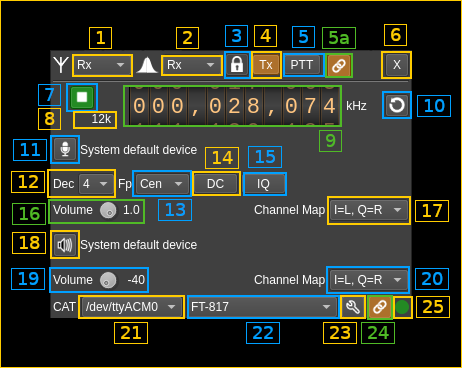 1 2 3 4 5 5a 6
Rx Rx Tx PTT X
7
8 12k 000,028,074 kHz 10
9
11 System default device 14 15
12 Dec 4 Fp Cen DC IQ
13
16 Volume 1.0 Channel Map I=L, Q=R 17
18 System default device
19 Volume -40 Channel Map I=L, Q=R 20
CAT /dev/ttyACM0 FT-817 25
21 22 23 24